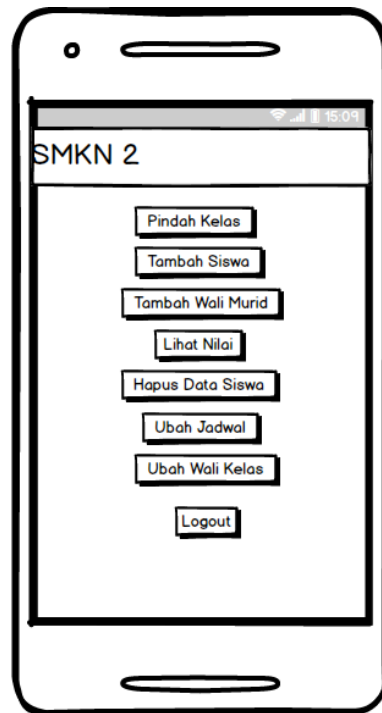 15:09
SMKN 2
Pindah Kelas
Tambah Siswa
Tambah Wali Murid
Lihat Nilai
Hapus Data Siswa
Ubah Jadwal
Ubah Wali Kelas
Logout